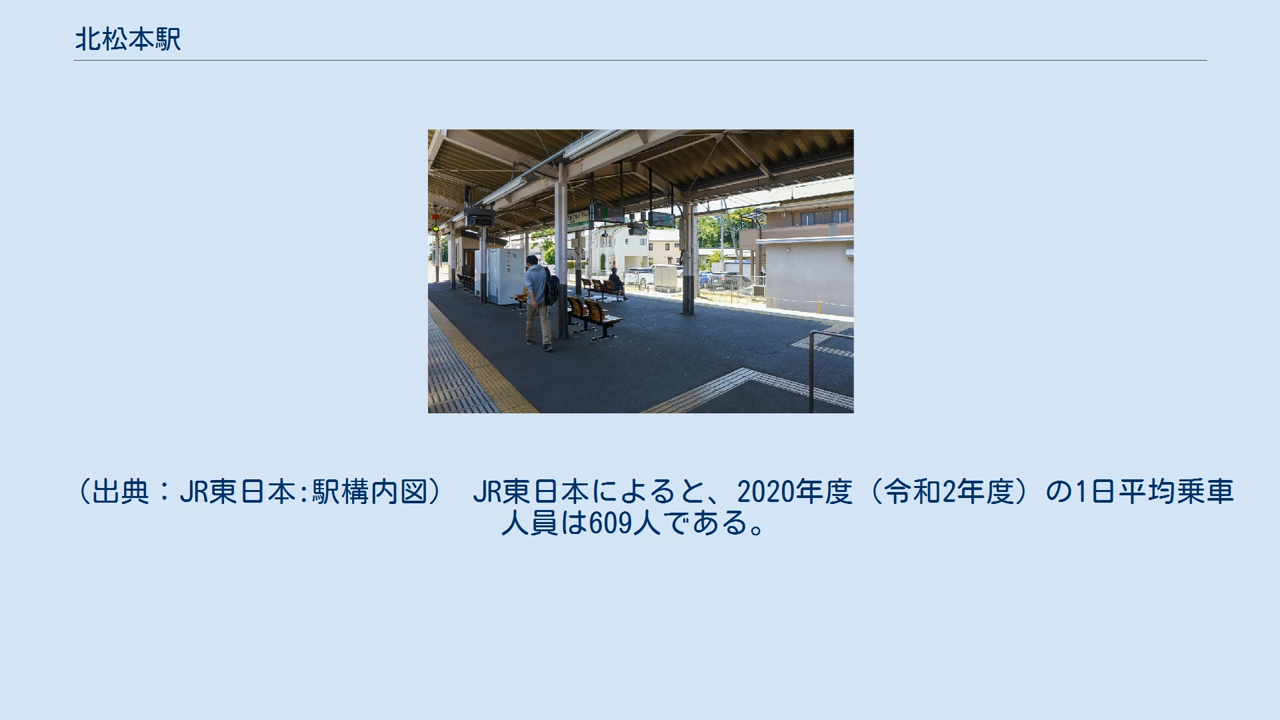 北松本駅
（出典：JR東日本:駅構内図）　JR東日本によると、2020年度（令和2年度）の1日平均乗車
人員は609人である。